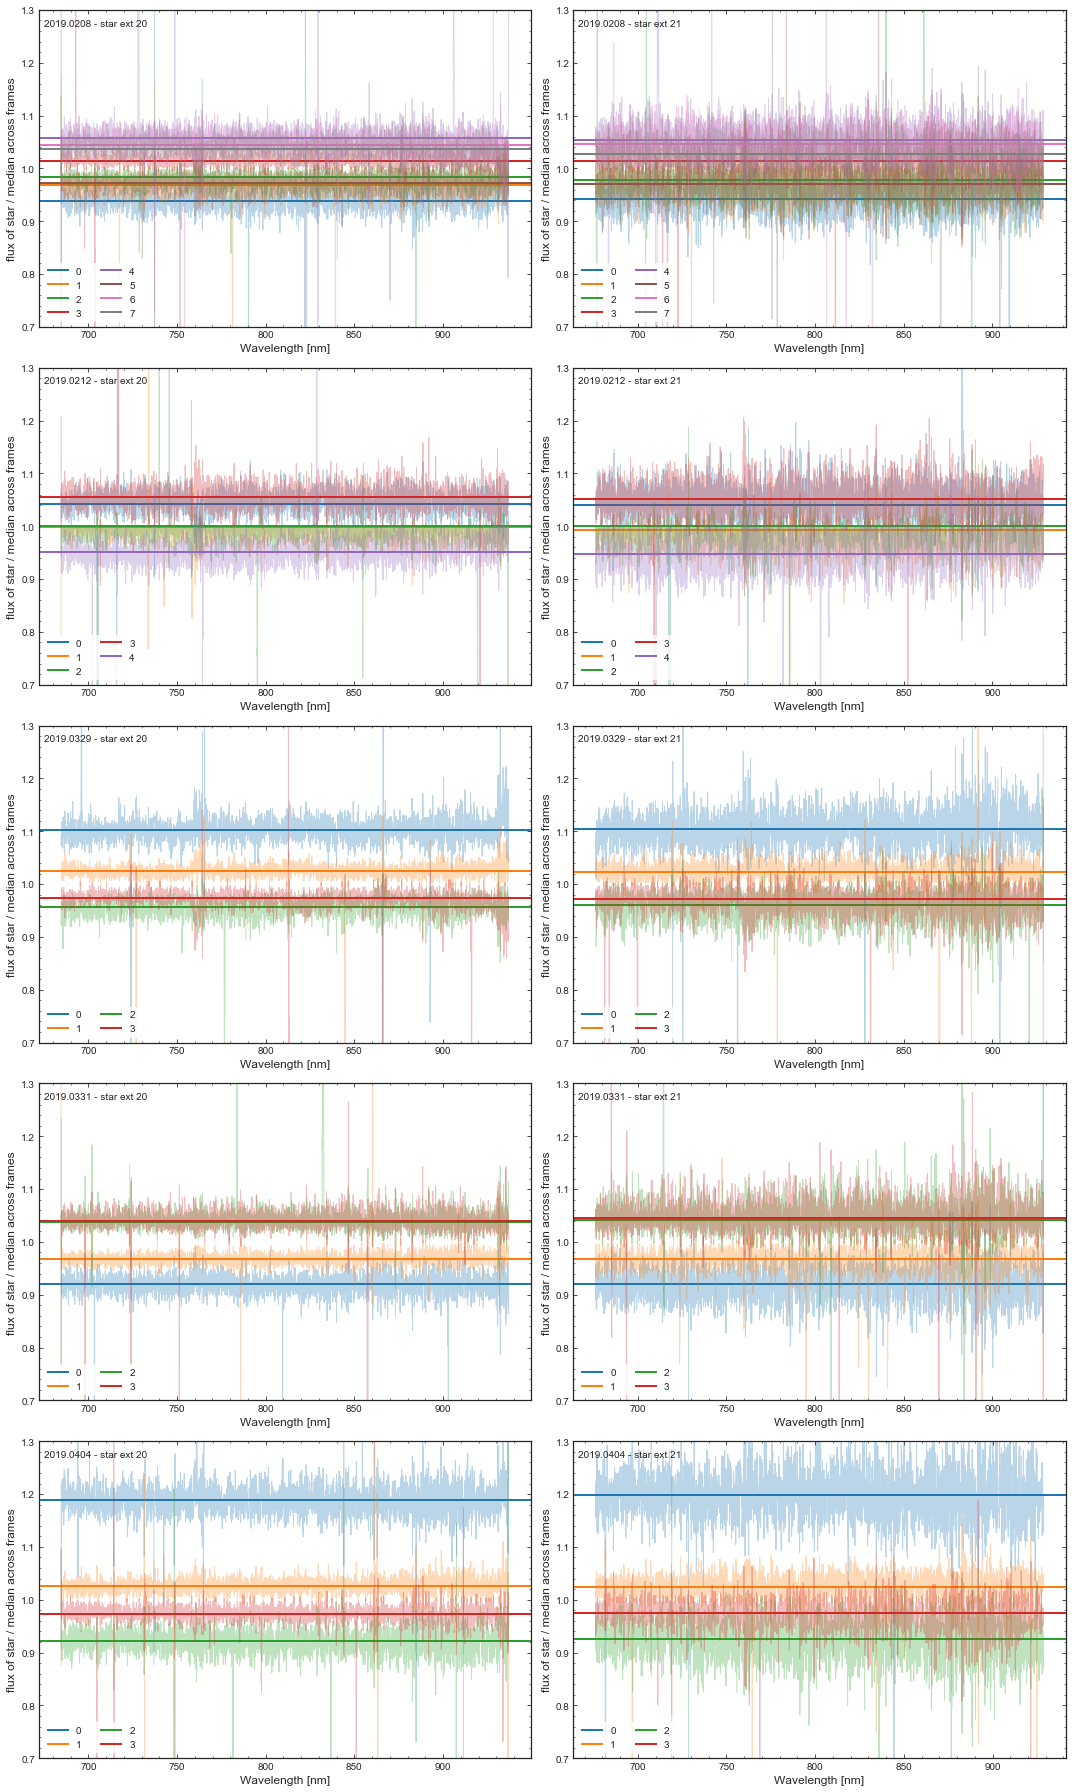 2019.0208 - star ext 20
flux of star / median across frames
1.3
1.2
1.1
1.0
0.9
0.8
0.7
0 4
1 5
2 6
3 7
700 750 800 850 900
Wavelength [nm]
2019.0208 - star ext 21
flux of star / median across frames
1.3
1.2
1.1
1.0
0.9
0.8
0.7
0 4
1 5
2 6
3 7
700 750 800 850 900
Wavelength [nm]
2019.0212 - star ext 20
flux of star / median across frames
1.3
1.2
1.1
1.0
0.9
0.8
0.7
0 3
1 4
2
700 750 800 850 900
Wavelength [nm]
2019.0212 - star ext 21
flux of star / median across frames
1.3
1.2
1.1
1.0
0.9
0.8
0.7
0 3
1 4
2
700 750 800 850 900
Wavelength [nm]
2019.0329 - star ext 20
flux of star / median across frames
1.3
1.2
1.1
1.0
0.9
0.8
0.7
0 2
1 3
700 750 800 850 900
Wavelength [nm]
2019.0329 - star ext 21
flux of star / median across frames
1.3
1.2
1.1
1.0
0.9
0.8
0.7
0 2
1 3
700 750 800 850 900
Wavelength [nm]
2019.0331 - star ext 20
flux of star / median across frames
1.3
1.2
1.1
1.0
0.9
0.8
0.7
0 2
1 3
700 750 800 850 900
Wavelength [nm]
2019.0331 - star ext 21
flux of star / median across frames
1.3
1.2
1.1
1.0
0.9
0.8
0.7
0 2
1 3
700 750 800 850 900
Wavelength [nm]
2019.0404 - star ext 20
flux of star / median across frames
1.3
1.2
1.1
1.0
0.9
0.8
0.7
0 2
1 3
700 750 800 850 900
Wavelength [nm]
2019.0404 - star ext 21
flux of star / median across frames
1.3
1.2
1.1
1.0
0.9
0.8
0.7
0 2
1 3
700 750 800 850 900
Wavelength [nm]